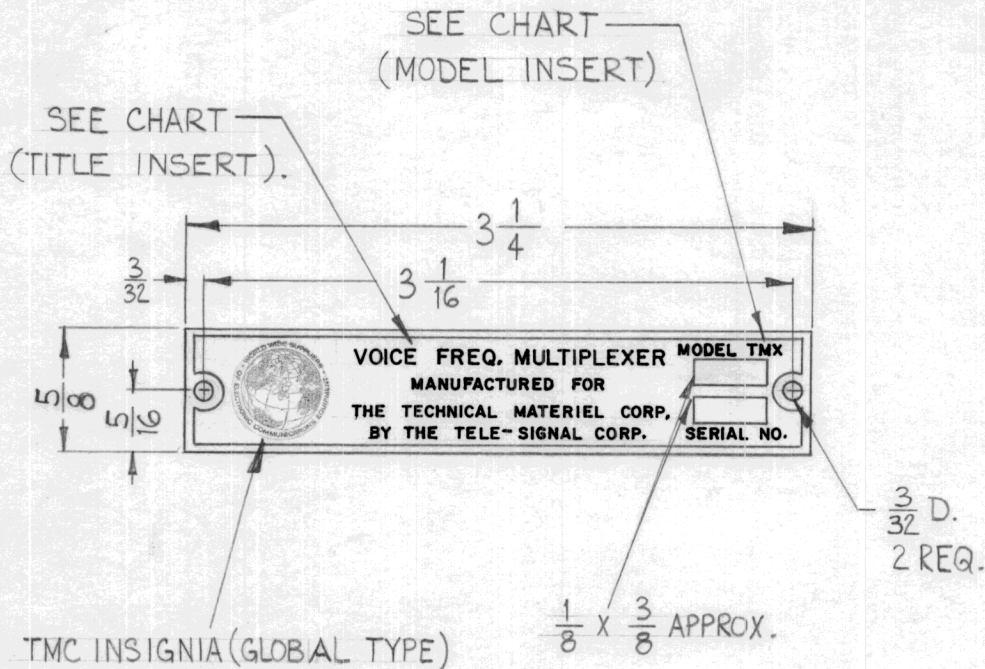 SEE CHART
(MODEL INSERT)
SEE CHART
(TITLE INSERT).
3 1/4
3/32
3 1/16
5/8
5/16
VOICE FREQ. MULTIPLEXER
MANUFACTURED FOR
THE TECHNICAL MATERIEL CORP.
BY THE TELE-SIGNAL CORP.
MODEL TMX
SERIAL NO.
3/32 D.
2 REQ.
1/8 X 3/8 APPROX.
TMC INSIGNIA (GLOBAL TYPE)